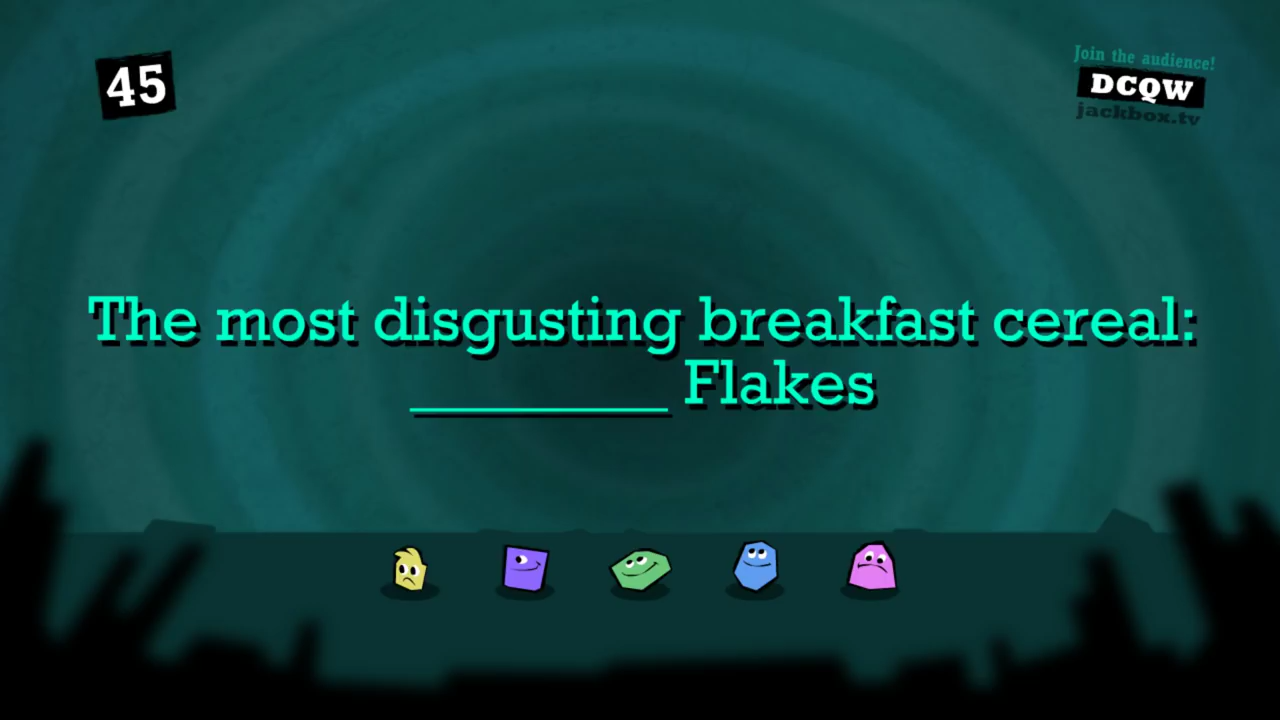 45
Join the audience!
DCQW
jackbox.tv
The most disgusting breakfast cereal:
_________ Flakes